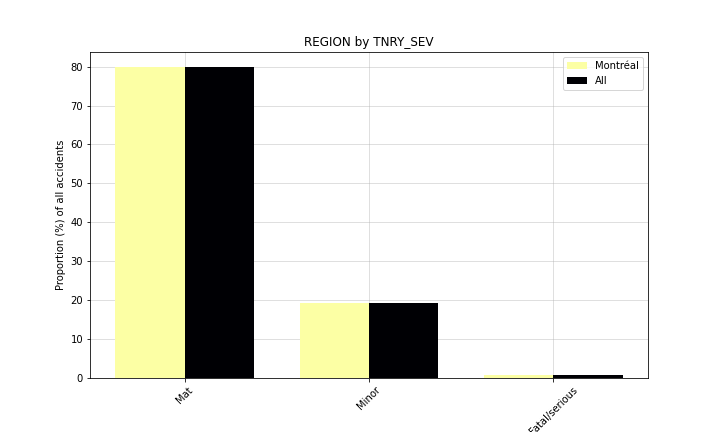 REGION by TNRY_SEV
Montréal
All
Proportion (%) of all accidents
80
70
60
50
40
30
20
10
0
Mat
Minor
Fatal/serious